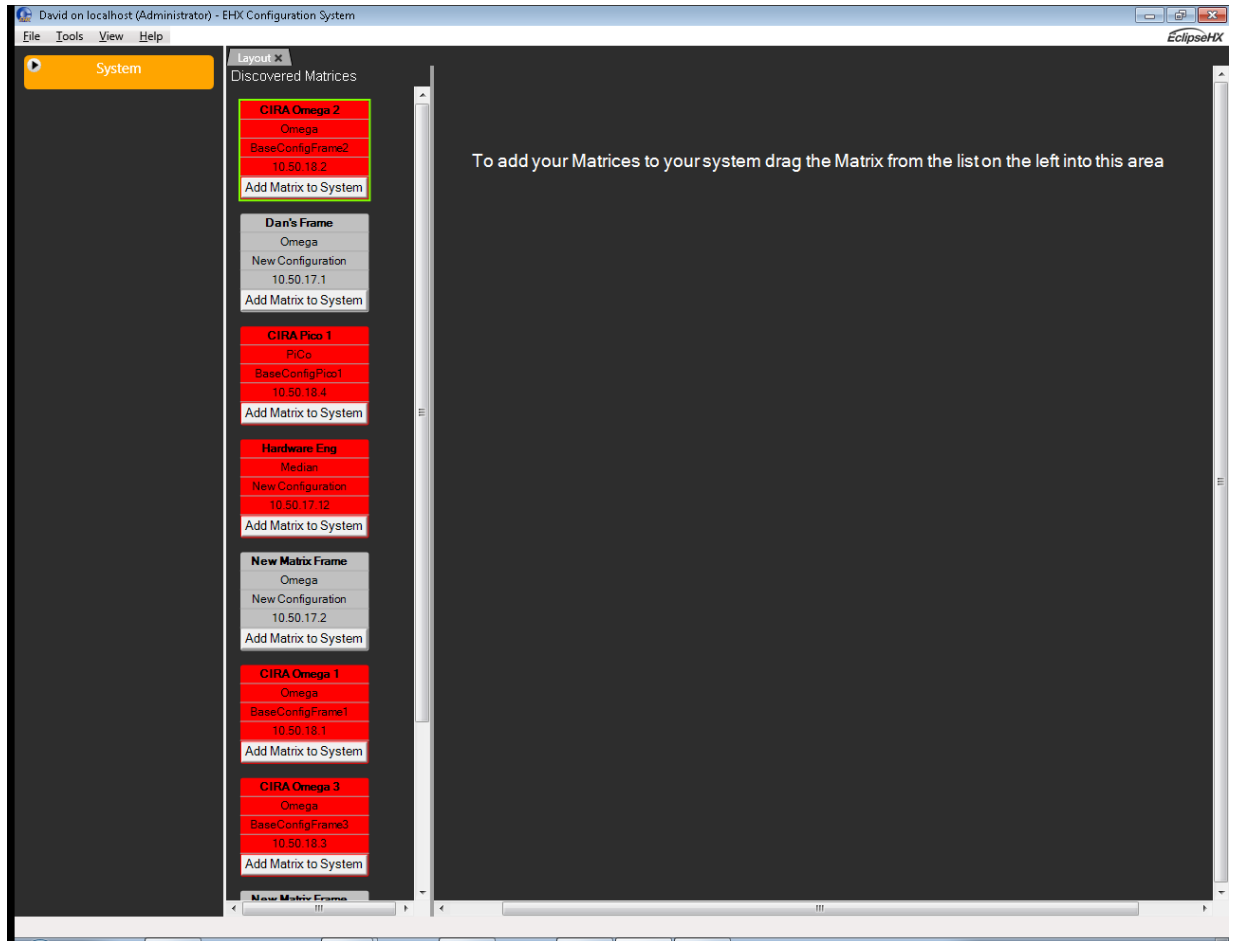 David on localhost (Administrator) - EHX Configuration System
File Tools View Help
EclipseHX
System
Layout
Discovered Matrices
CIRA Omega 2
Omega
BaseConfigFrame2
10.50.18.2
Add Matrix to System
Dan's Frame
Omega
New Configuration
10.50.17.1
Add Matrix to System
CIRA Pico 1
PiCo
BaseConfigPico1
10.50.18.4
Add Matrix to System
Hardware Eng
Median
New Configuration
10.50.17.12
Add Matrix to System
New Matrix Frame
Omega
New Configuration
10.50.17.2
Add Matrix to System
CIRA Omega 1
Omega
BaseConfigFrame1
10.50.18.1
Add Matrix to System
CIRA Omega 3
Omega
BaseConfigFrame3
10.50.18.3
Add Matrix to System
New Matrix Frame
To add your Matrices to your system drag the Matrix from the list on the left into this area